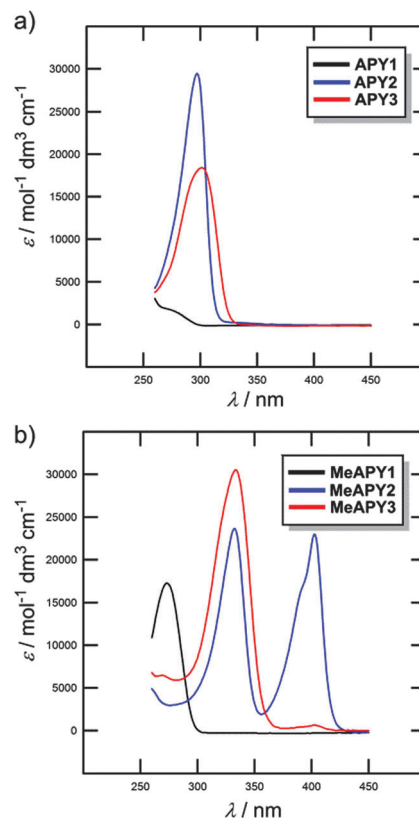 a)
APY1
APY2
APY3
30000
25000
20000
15000
10000
5000
0
ε / mol⁻¹ dm³ cm⁻¹
250 300 350 400 450
λ / nm
b)
MeAPY1
MeAPY2
MeAPY3
30000
25000
20000
15000
10000
5000
0
ε / mol⁻¹ dm³ cm⁻¹
250 300 350 400 450
λ / nm